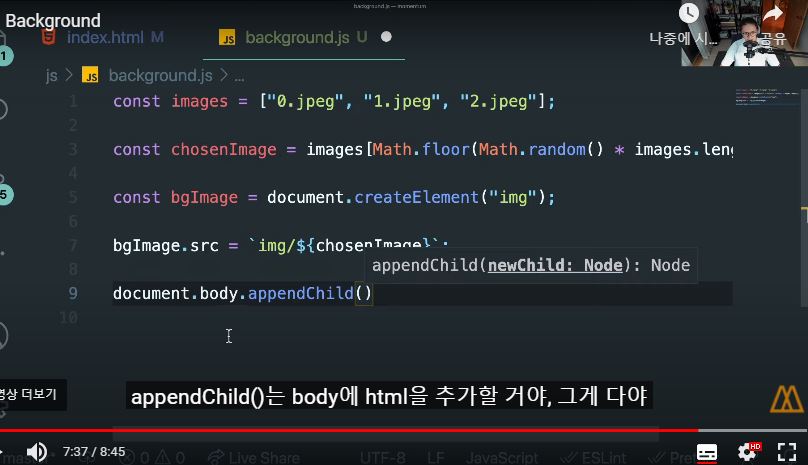 background.js — momentum
Background
index.html M
JS background.js U
나중에 시...
공유
js > JS background.js > ...
1 const images = ["0.jpeg", "1.jpeg", "2.jpeg"];
2
3 const chosenImage = images[Math.floor(Math.random() * images.len
4
5 const bgImage = document.createElement("img");
6
7 bgImage.src = `img/${chosenImage}`;
8
appendChild(newChild: Node): Node
9 document.body.appendChild()
10
영상 더보기
appendChild()는 body에 html을 추가할 거야, 그게 다야
7:37 / 8:45
HD
0 0 Live Share UTF-8 LF JavaScript ESLint